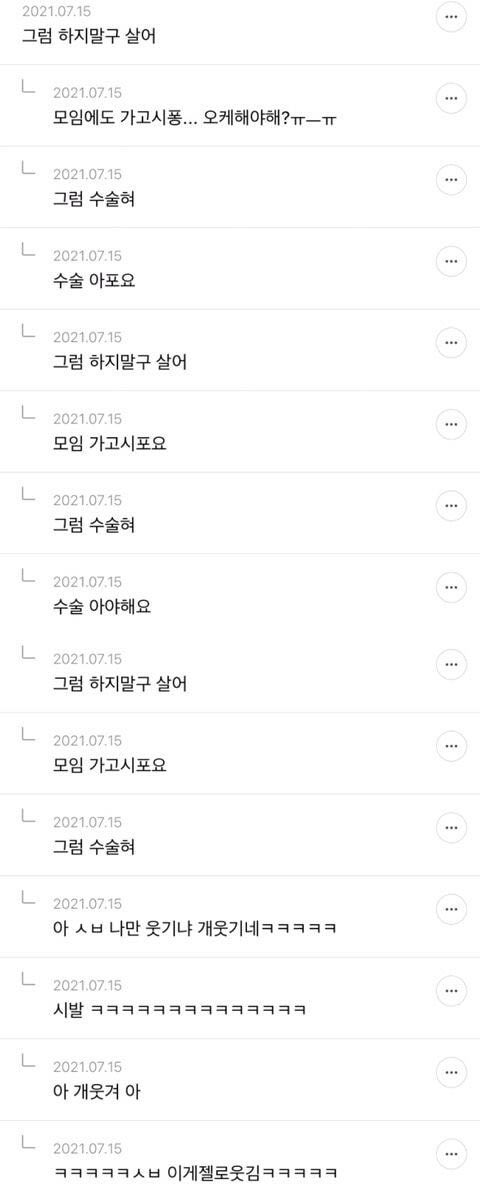 2021.07.15
그럼 하지말구 살어
2021.07.15
모임에도 가고시퐁... 오케해야해?ㅠㅡㅠ
2021.07.15
그럼 수술혀
2021.07.15
수술 아포요
2021.07.15
그럼 하지말구 살어
2021.07.15
모임 가고시포요
2021.07.15
그럼 수술혀
2021.07.15
수술 아야해요
2021.07.15
그럼 하지말구 살어
2021.07.15
모임 가고시포요
2021.07.15
그럼 수술혀
2021.07.15
아 ㅅㅂ 나만 웃기냐 개웃기네ㅋㅋㅋㅋㅋ
2021.07.15
시발 ㅋㅋㅋㅋㅋㅋㅋㅋㅋㅋㅋㅋㅋㅋ
2021.07.15
아 개웃겨 아
2021.07.15
ㅋㅋㅋㅋㅋㅅㅂ 이게젤로웃김ㅋㅋㅋㅋㅋ